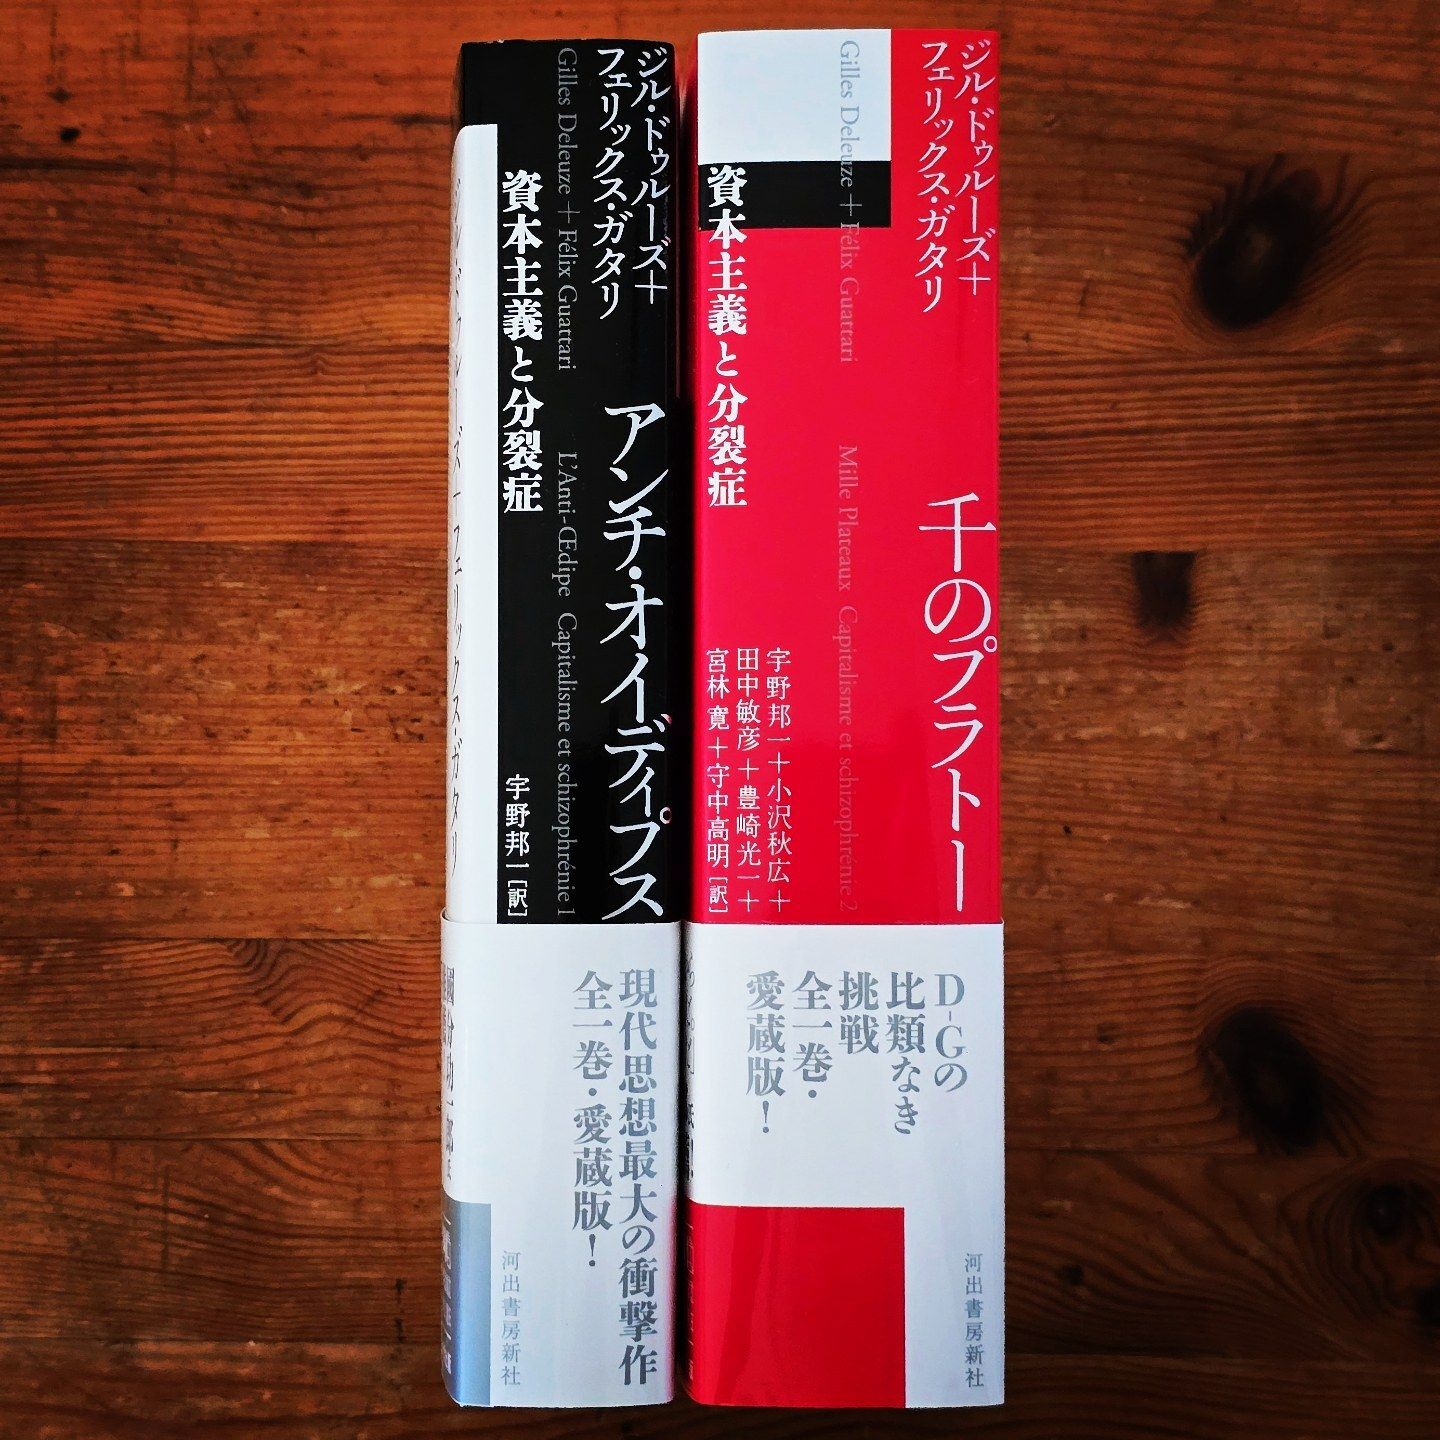 ジル・ドゥルーズ+
フェリックス・ガタリ
Gilles Deleuze + Félix Guattari
資本主義と分裂症
アンチ・オイディプス
L'Anti-Œdipe Capitalisme et schizophrénie 1
宇野邦一[訳]
現代思想最大の衝撃作
全一巻・愛蔵版!
河出書房新社
ジル・ドゥルーズ+
フェリックス・ガタリ
Gilles Deleuze + Félix Guattari
資本主義と分裂症
千のプラトー
Mille Plateaux Capitalisme et schizophrénie 2
宇野邦一+小沢秋広+
田中敏彦+豊崎光一+
宮林寛+守中高明[訳]
D-Gの
比類なき
挑戦
全一巻・
愛蔵版!
河出書房新社